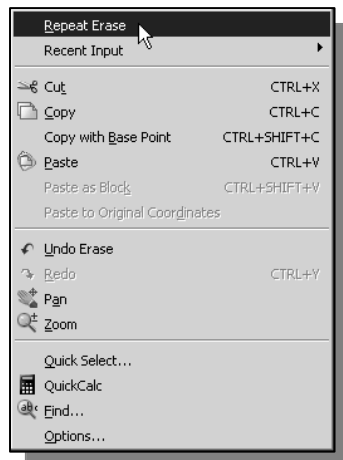 Repeat Erase
Recent Input
Cut CTRL+X
Copy CTRL+C
Copy with Base Point CTRL+SHIFT+C
Paste CTRL+V
Paste as Block CTRL+SHIFT+V
Paste to Original Coordinates
Undo Erase
Redo CTRL+Y
Pan
Zoom
Quick Select...
QuickCalc
abc Find...
Options...